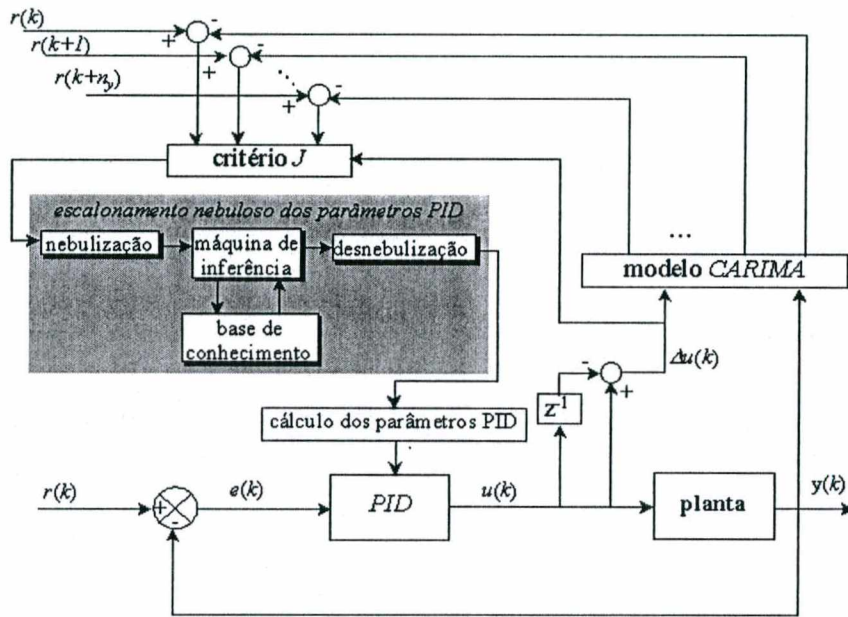 r(k)
r(k+1)
r(k+n_y)
-
+
-
+
-
+
critério J
escalonamento nebuloso dos parâmetros PID
nebulização
máquina de
inferência
desnebulização
base de
conhecimento
...
modelo CARIMA
Δu(k)
-
+
z⁻¹
cálculo dos parâmetros PID
r(k)
+
-
e(k)
PID
u(k)
planta
y(k)